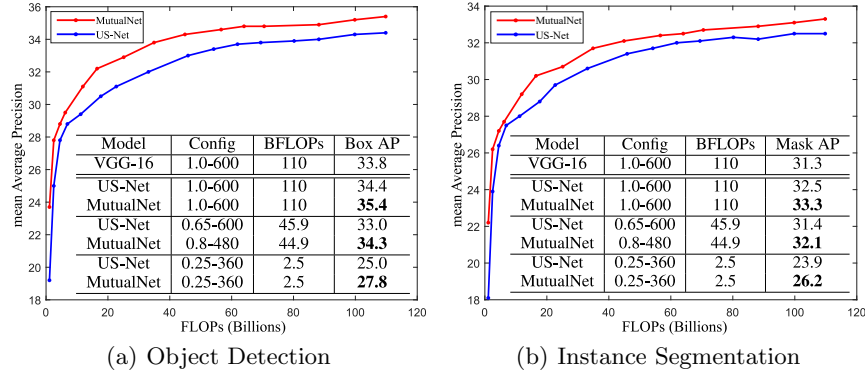 36
34
32
30
28
26
24
22
20
18
mean Average Precision
MutualNet
US-Net
Model Config BFLOPs Box AP
VGG-16 1.0-600 110 33.8
US-Net 1.0-600 110 34.4
MutualNet 1.0-600 110 35.4
US-Net 0.65-600 45.9 33.0
MutualNet 0.8-480 44.9 34.3
US-Net 0.25-360 2.5 25.0
MutualNet 0.25-360 2.5 27.8
0 20 40 60 80 100 120
FLOPs (Billions)
(a) Object Detection
34
32
30
28
26
24
22
20
18
mean Average Precision
MutualNet
US-Net
Model Config BFLOPs Mask AP
VGG-16 1.0-600 110 31.3
US-Net 1.0-600 110 32.5
MutualNet 1.0-600 110 33.3
US-Net 0.65-600 45.9 31.4
MutualNet 0.8-480 44.9 32.1
US-Net 0.25-360 2.5 23.9
MutualNet 0.25-360 2.5 26.2
0 20 40 60 80 100 120
FLOPs (Billions)
(b) Instance Segmentation